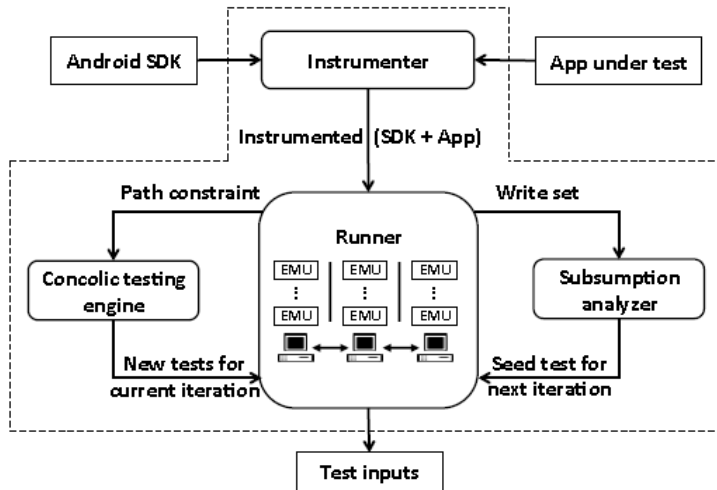 Android SDK
Instrumenter
App under test
Instrumented (SDK + App)
Path constraint
Write set
Runner
EMU EMU EMU
EMU EMU EMU
Concolic testing
engine
Subsumption
analyzer
New tests for
current iteration
Seed test for
next iteration
Test inputs